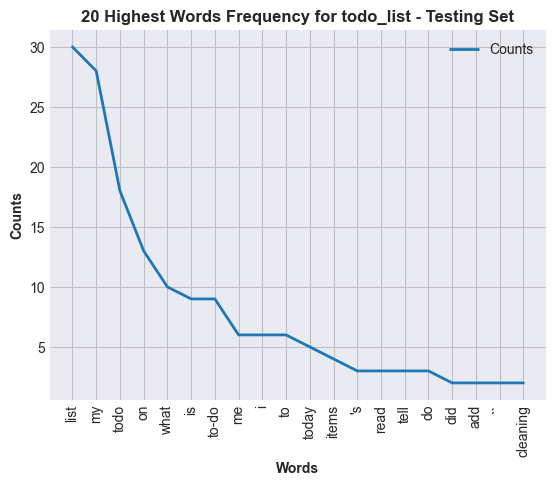 20 Highest Words Frequency for todo_list - Testing Set
Counts
30
25
20
15
10
5
Counts
list
my
todo
on
what
is
to-do
me
i
to
today
items
's
read
tell
do
did
add
``
cleaning
Words